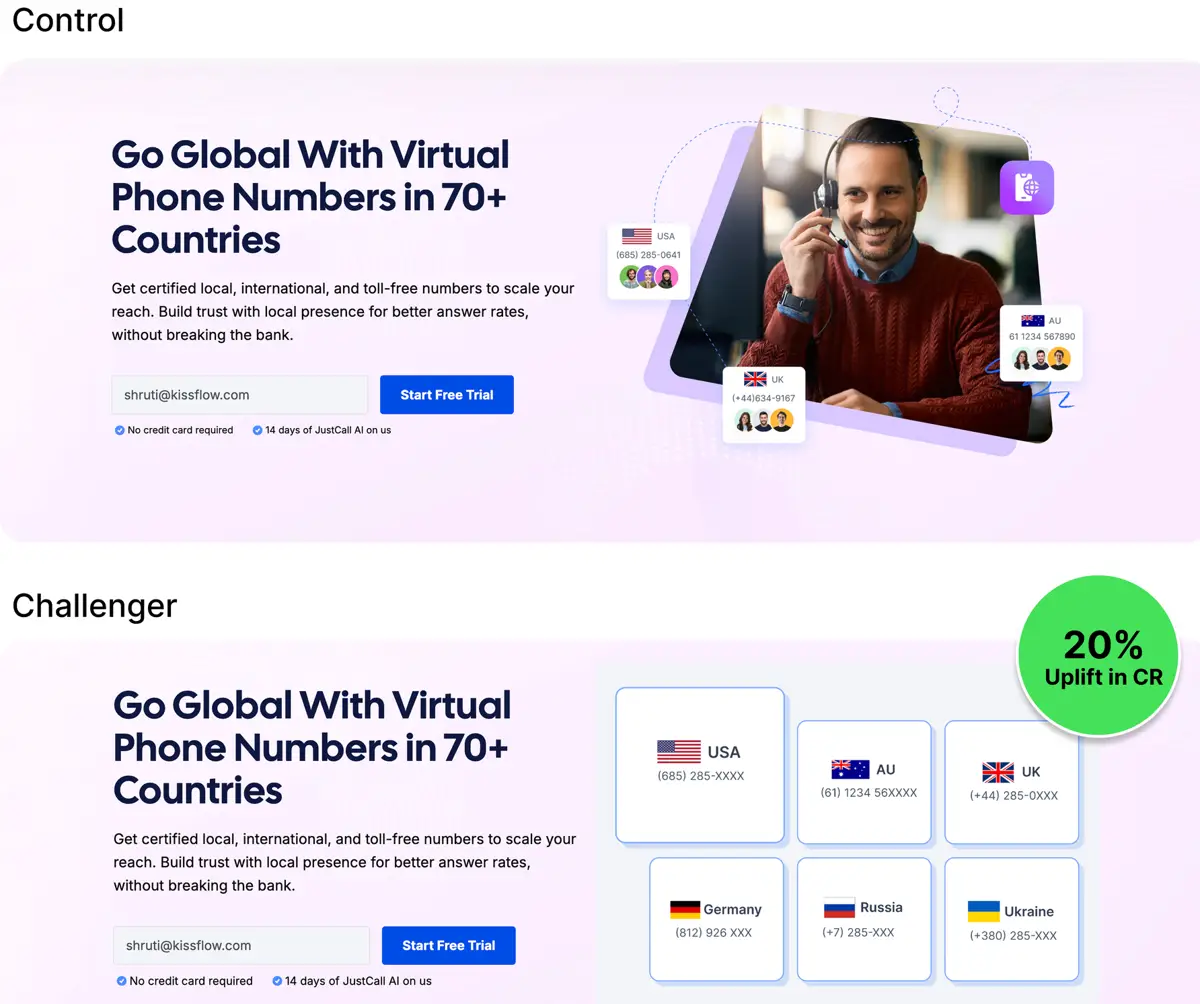 Control
Go Global With Virtual
Phone Numbers in 70+
Countries
Get certified local, international, and toll-free numbers to scale your
reach. Build trust with local presence for better answer rates,
without breaking the bank.
shruti@kissflow.com
Start Free Trial
No credit card required
14 days of JustCall AI on us
USA
(685) 285-0641
AU
61 1234 567890
UK
(+44)634-9167
Challenger
20%
Uplift in CR
Go Global With Virtual
Phone Numbers in 70+
Countries
Get certified local, international, and toll-free numbers to scale your
reach. Build trust with local presence for better answer rates,
without breaking the bank.
shruti@kissflow.com
Start Free Trial
No credit card required
14 days of JustCall AI on us
USA
(685) 285-XXXX
AU
(61) 1234 56XXXX
UK
(+44) 285-0XXX
Germany
(812) 926 XXX
Russia
(+7) 285-XXX
Ukraine
(+380) 285-XXX